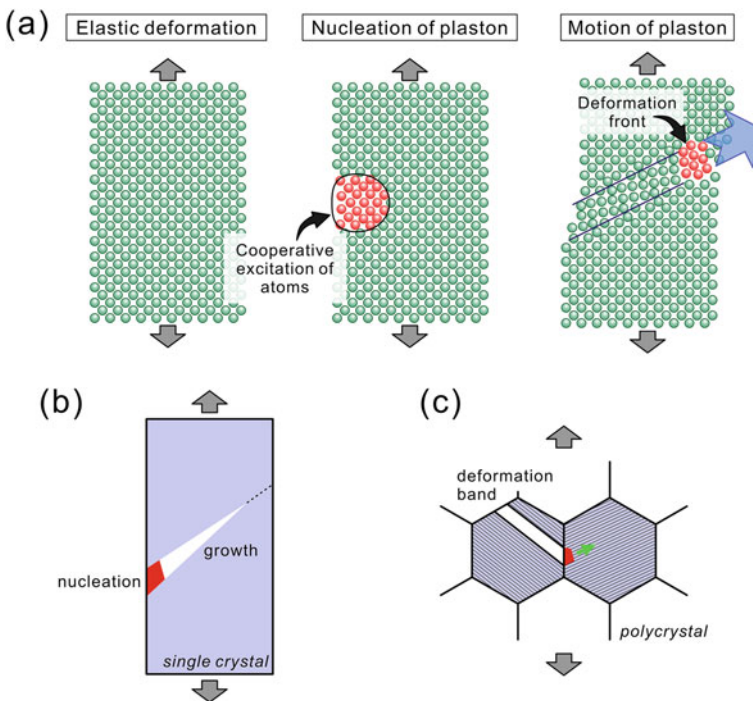 (a)
Elastic deformation
Nucleation of plaston
Motion of plaston
Deformation
front
Cooperative
excitation of
atoms
(b)
nucleation
growth
single crystal
(c)
deformation
band
polycrystal